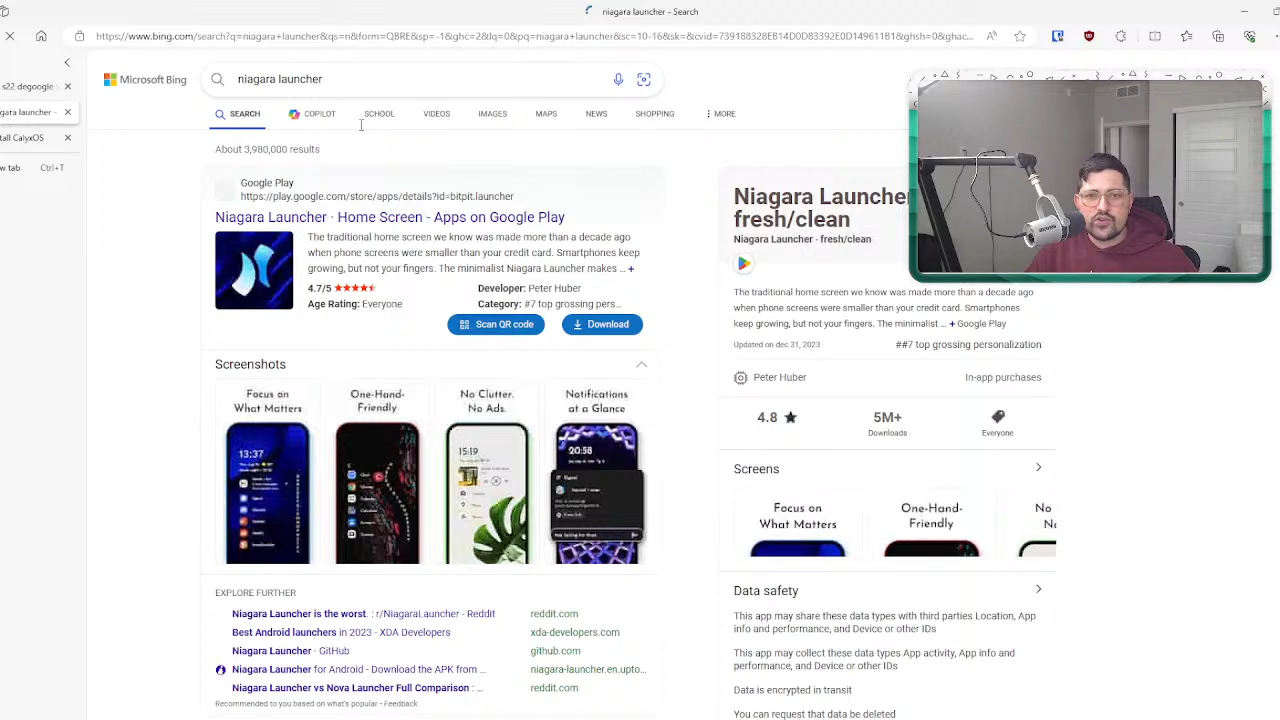 niagara launcher - Search
https://www.bing.com/search?q=niagara+launcher&qs=n&form=QBRE&sp=-1&ghc=2&lq=0&pq=niagara+launcher&sc=10-16&sk=&cvid=739188328EB14D0D83392E0D149611B1&ghsh=0&ghac...
s22 degoogle
gara launcher -
tall CalyxOS
w tab Ctrl+T
Microsoft Bing
niagara launcher
SEARCH COPILOT SCHOOL VIDEOS IMAGES MAPS NEWS SHOPPING MORE
About 3,980,000 results
Google Play
https://play.google.com/store/apps/details?id=bitpit.launcher
Niagara Launcher · Home Screen - Apps on Google Play
The traditional home screen we know was made more than a decade ago
when phone screens were smaller than your credit card. Smartphones keep
growing, but not your fingers. The minimalist Niagara Launcher makes ... +
4.7/5
Developer: Peter Huber
Age Rating: Everyone
Category: #7 top grossing pers...
Scan QR code
Download
Screenshots
Focus on
What Matters
One-Hand-
Friendly
No Clutter.
No Ads.
Notifications
at a Glance
13:37
15:19
20:58
EXPLORE FURTHER
Niagara Launcher is the worst. : r/NiagaraLauncher - Reddit reddit.com
Best Android launchers in 2023 - XDA Developers xda-developers.com
Niagara Launcher · GitHub github.com
Niagara Launcher for Android - Download the APK from ... niagara-launcher.en.upto...
Niagara Launcher vs Nova Launcher Full Comparison : ... reddit.com
Recommended to you based on what's popular • Feedback
Niagara Launcher
fresh/clean
Niagara Launcher · fresh/clean
The traditional home screen we know was made more than a decade ago
when phone screens were smaller than your credit card. Smartphones
keep growing, but not your fingers. The minimalist ... + Google Play
Updated on dec 31, 2023
##7 top grossing personalization
Peter Huber
In-app purchases
4.8
5M+
Downloads
Everyone
Screens
Focus on
What Matters
One-Hand-
Friendly
No
Data safety
This app may share these data types with third parties Location, App
info and performance, and Device or other IDs
This app may collect these data types App activity, App info and
performance, and Device or other IDs
Data is encrypted in transit
You can request that data be deleted